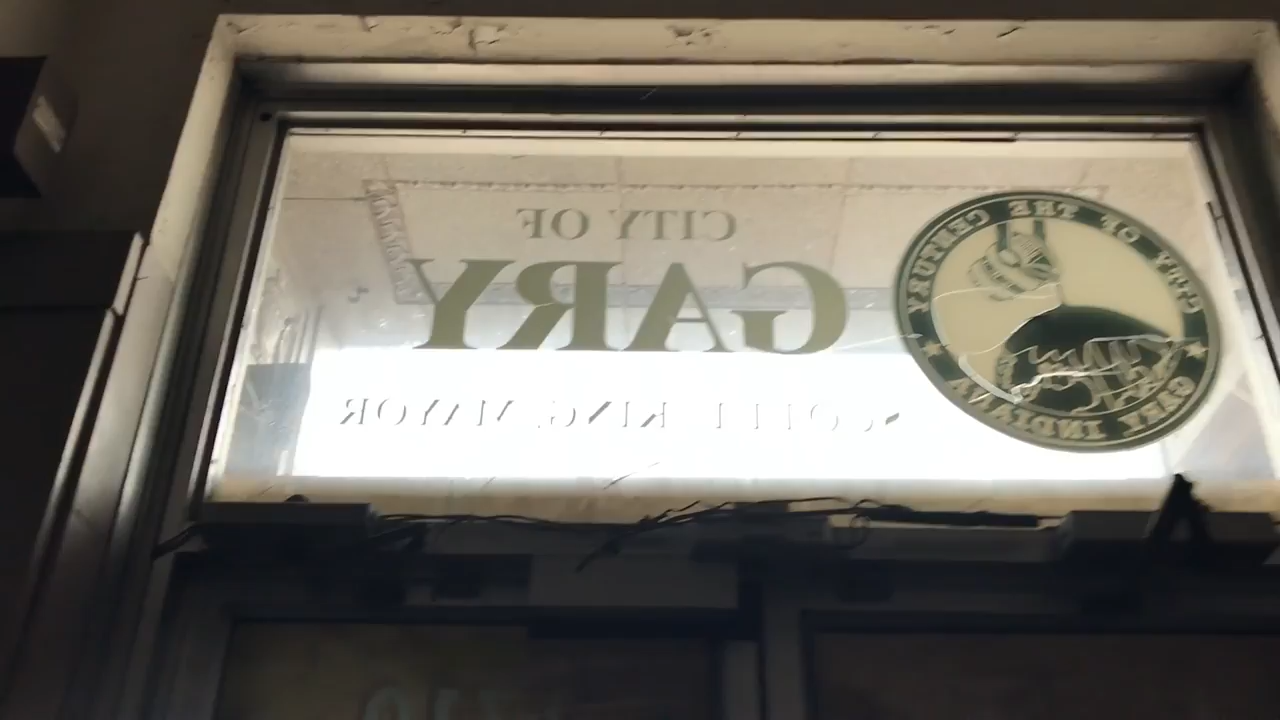 CITY OF
GARY
SCOTT L KING, MAYOR
CITY OF THE CENTURY
GARY INDIANA